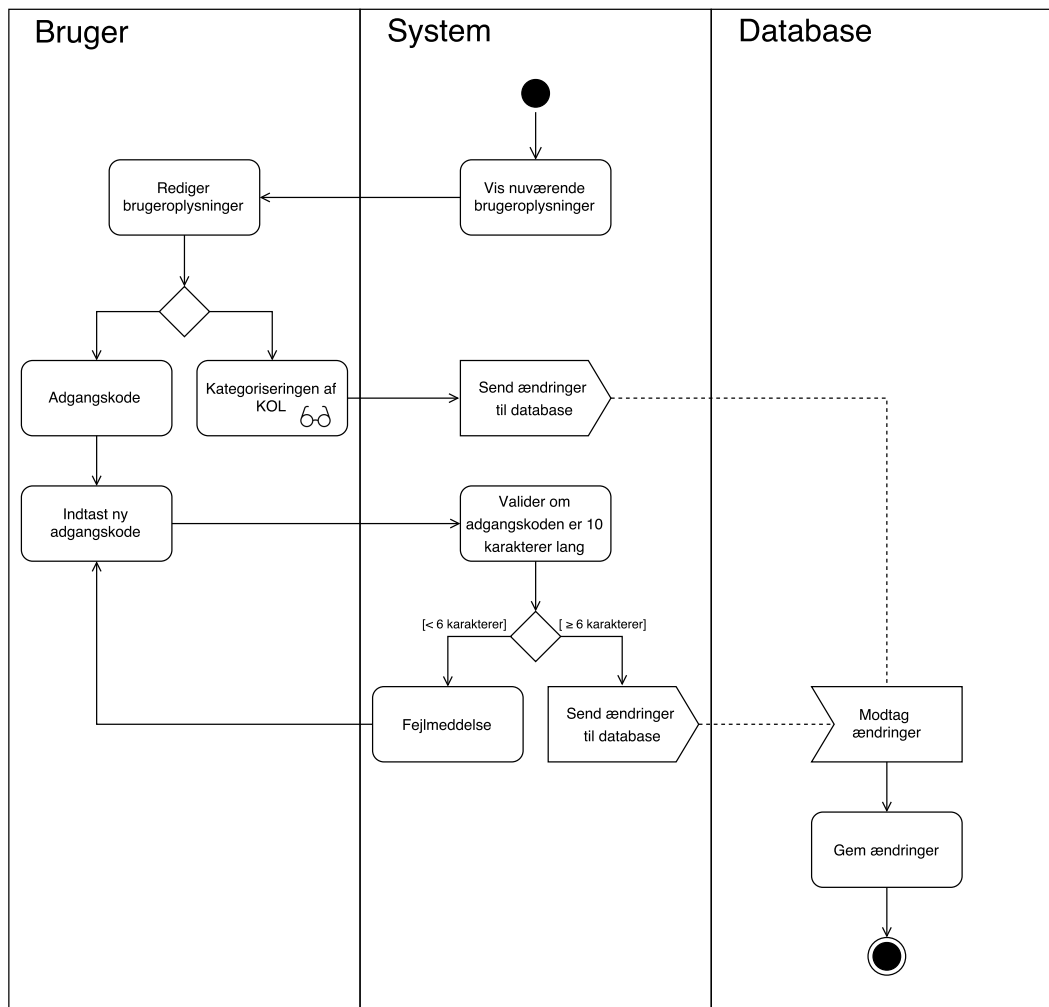 Bruger
System
Database
Rediger
brugeroplysninger
Vis nuværende
brugeroplysninger
Adgangskode
Kategoriseringen af
KOL
Send ændringer
til database
Indtast ny
adgangskode
Valider om
adgangskoden er 10
karakterer lang
[< 6 karakterer]
[ ≥ 6 karakterer]
Fejlmeddelse
Send ændringer
til database
Modtag
ændringer
Gem ændringer